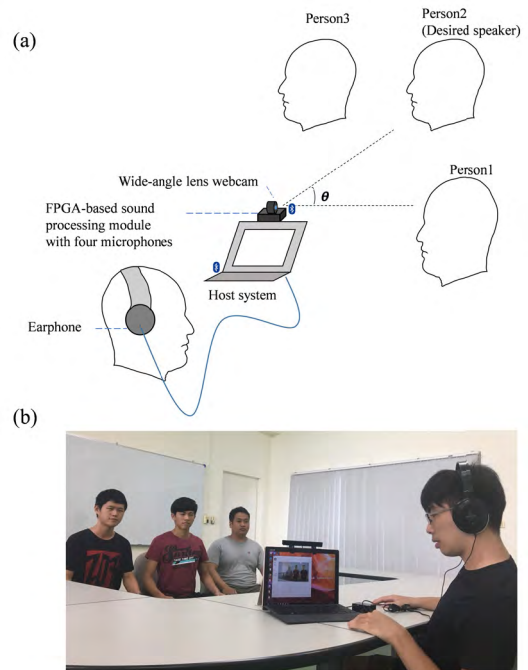 (a)
Person3
Person2
(Desired speaker)
Person1
Wide-angle lens webcam
θ
FPGA-based sound
processing module
with four microphones
Host system
Earphone
(b)